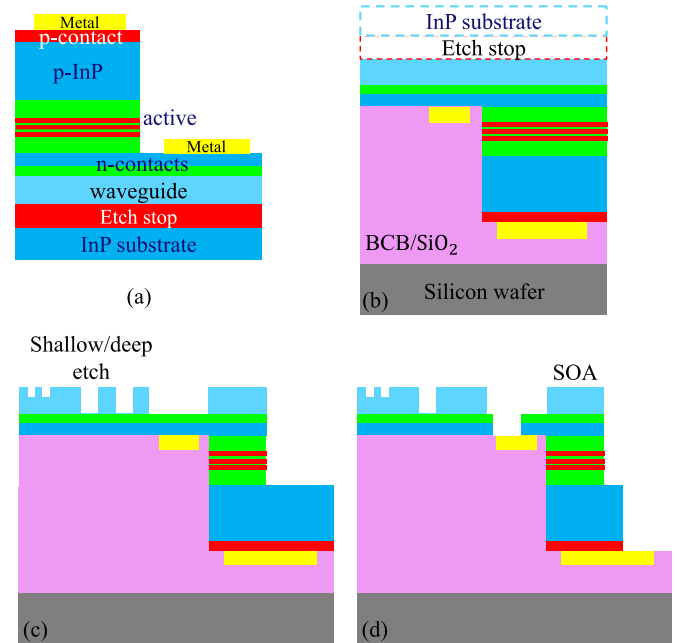 Metal
p-contact
p-InP
active
Metal
n-contacts
waveguide
Etch stop
InP substrate
(a)
InP substrate
Etch stop
BCB/SiO₂
Silicon wafer
(b)
Shallow/deep
etch
(c)
SOA
(d)